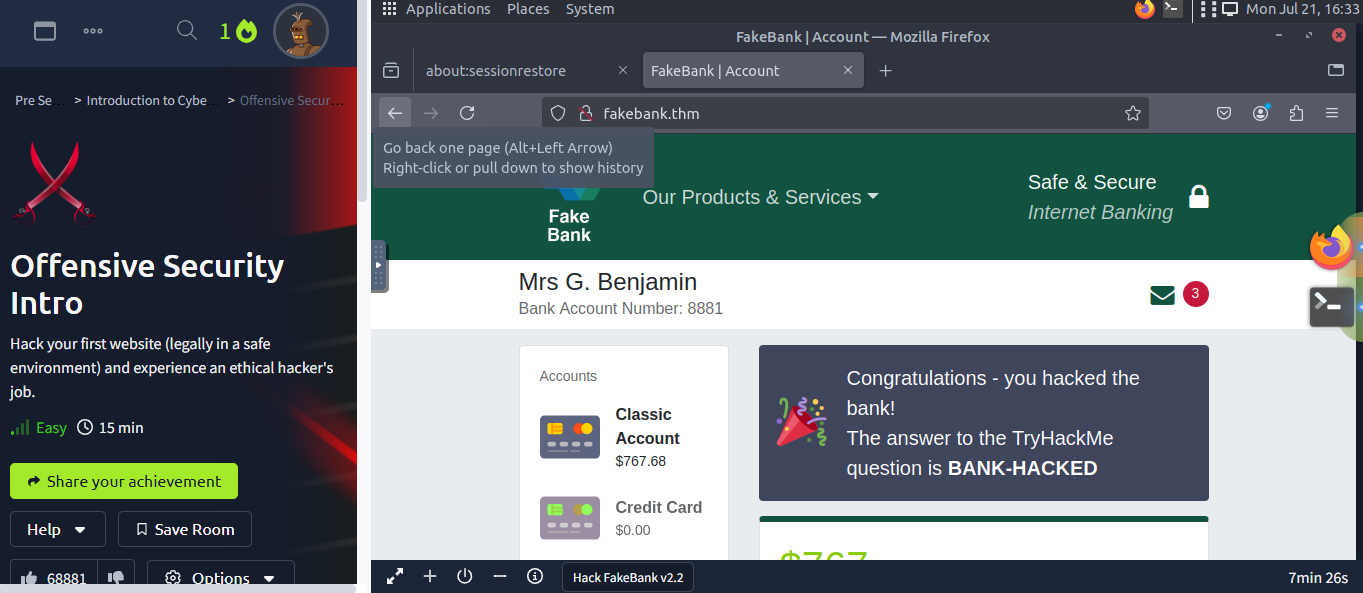 1
Pre Se
> Introduction to Cybe
> Offensive Secur...
Offensive Security
Intro
Hack your first website (legally in a safe
environment) and experience an ethical hacker's
job.
Easy
15 min
Share your achievement
Help
Save Room
68881
Options
Applications
Places
System
Mon Jul 21, 16:33
FakeBank | Account — Mozilla Firefox
about:sessionrestore
FakeBank | Account
fakebank.thm
Go back one page (Alt+Left Arrow)
Right-click or pull down to show history
Fake
Bank
Our Products & Services
Safe & Secure
Internet Banking
Mrs G. Benjamin
Bank Account Number: 8881
3
Accounts
Classic
Account
$767.68
Credit Card
$0.00
Congratulations - you hacked the
bank!
The answer to the TryHackMe
question is BANK-HACKED
$767
Hack FakeBank v2.2
7min 26s